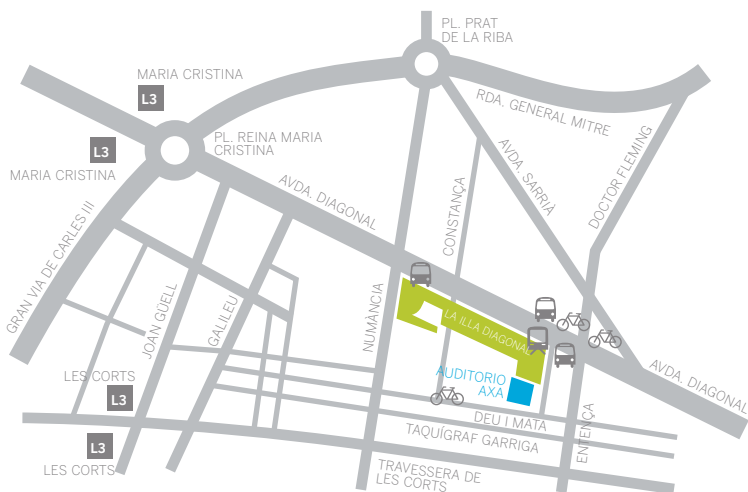 PL. PRAT
DE LA RIBA
MARIA CRISTINA
L3
RDA. GENERAL MITRE
PL. REINA MARIA
CRISTINA
L3
MARIA CRISTINA
AVDA. SARRIÀ
DOCTOR FLEMING
AVDA. DIAGONAL
CONSTANÇA
GRAN VIA DE CARLES III
JOAN GÜELL
GALILEU
NUMÀNCIA
LA ILLA DIAGONAL
AVDA. DIAGONAL
LES CORTS
L3
AUDITORIO
AXA
DEU I MATA
TAQUÍGRAF GARRIGA
ENTENÇA
L3
LES CORTS
TRAVESSERA DE
LES CORTS